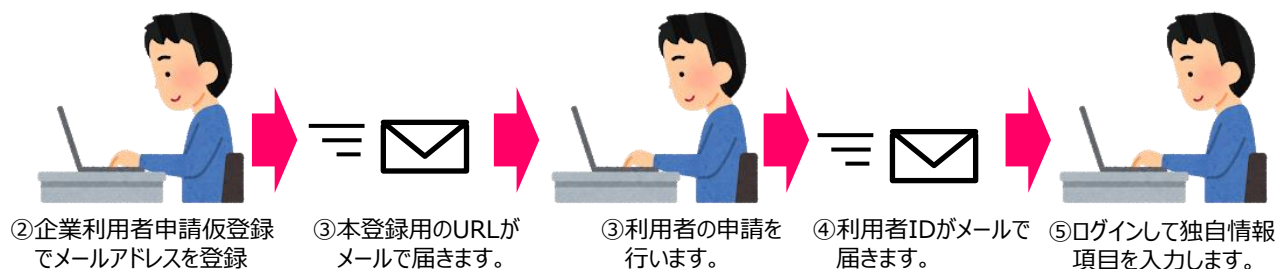 ②企業利用者申請仮登録
でメールアドレスを登録
③本登録用のURLが
メールで届きます。
③利用者の申請を
行います。
④利用者IDがメールで
届きます。
⑤ログインして独自情報
項目を入力します。